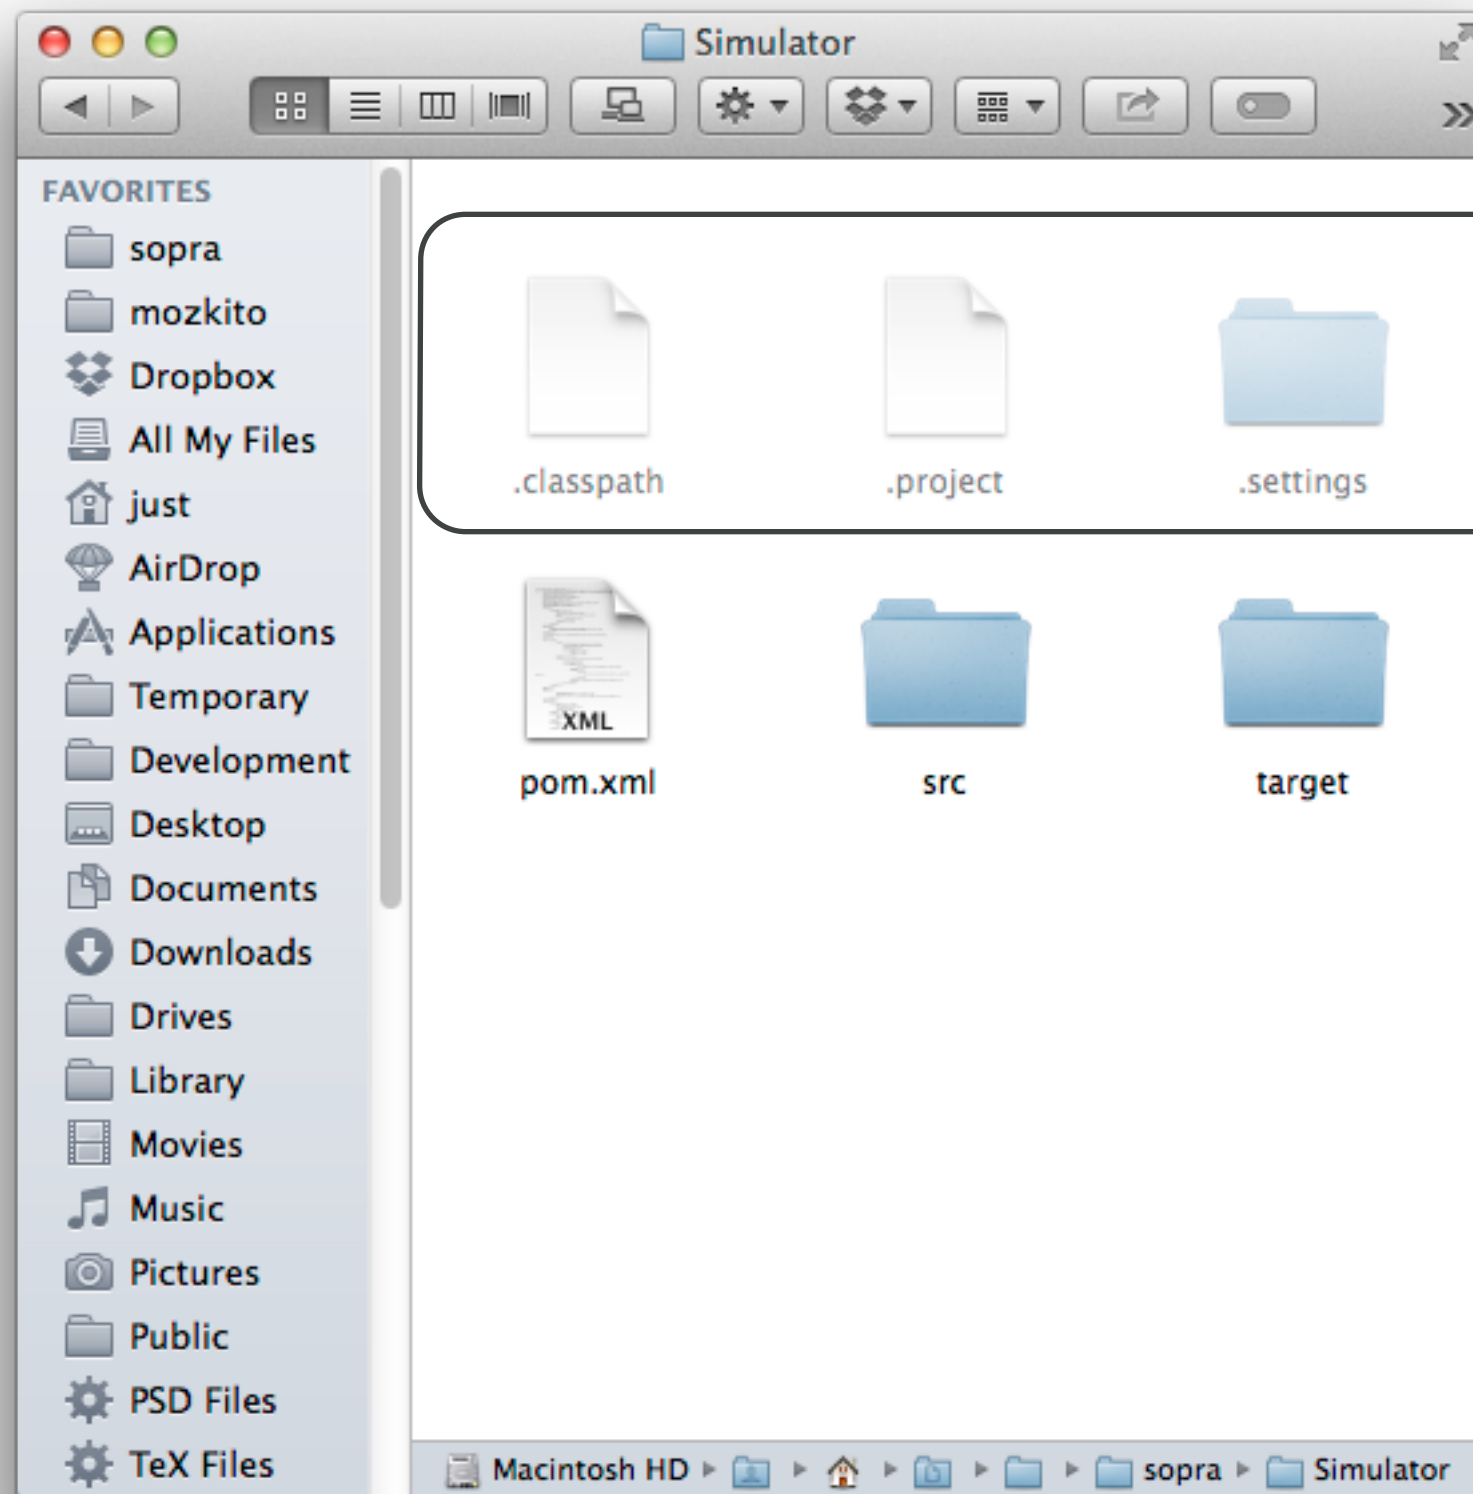 Simulator
FAVORITES
sopra
mozkito
Dropbox
All My Files
just
AirDrop
Applications
Temporary
Development
Desktop
Documents
Downloads
Drives
Library
Movies
Music
Pictures
Public
PSD Files
TeX Files
.classpath
.project
.settings
XML
pom.xml
src
target
Macintosh HD
sopra
Simulator